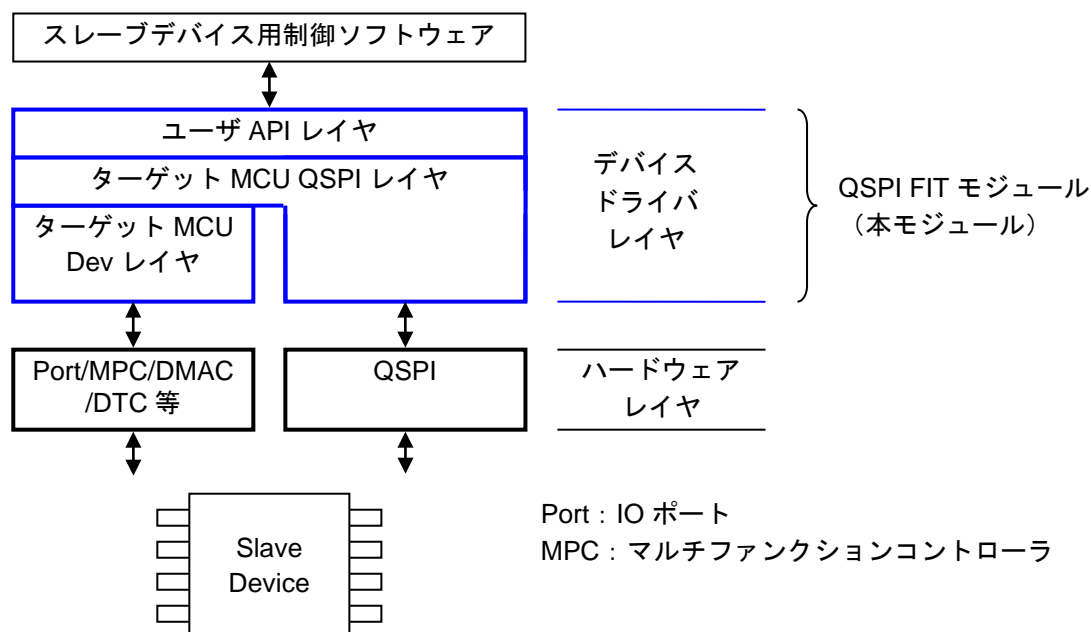 スレーブデバイス用制御ソフトウェア
ユーザ API レイヤ
ターゲット MCU QSPI レイヤ
ターゲット MCU
Dev レイヤ
デバイス
ドライバ
レイヤ
QSPI FIT モジュール
（本モジュール）
Port/MPC/DMAC
/DTC 等
QSPI
ハードウェア
レイヤ
Slave
Device
Port：IO ポート
MPC：マルチファンクションコントローラ